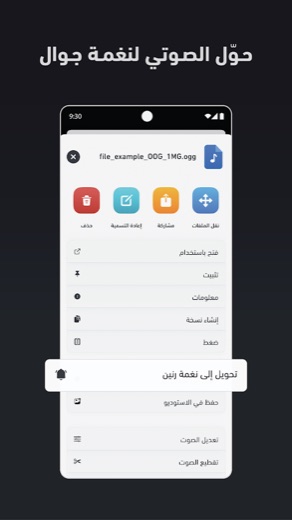 حوّل الصوتي لنغمة جوال
9:30
file_example_OOG_1MG.ogg
نقل الملفات
مشاركة
إعادة التسمية
حذف
فتح باستخدام
تثبيت
معلومات
إنشاء نسخة
ضغط
تحويل إلى نغمة رنين
حفظ في الاستوديو
تعديل الصوت
تقطيع الصوت